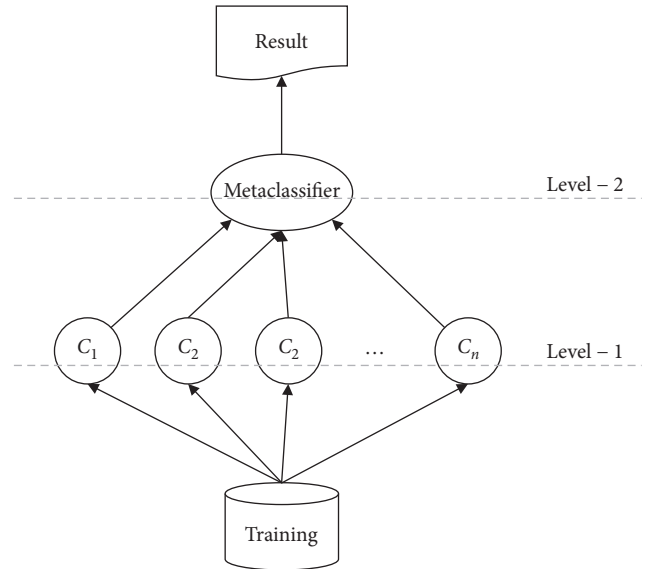 Result
Metaclassifier
Level – 2
C₁ C₂ C₂ ... Cₙ
Level – 1
Training